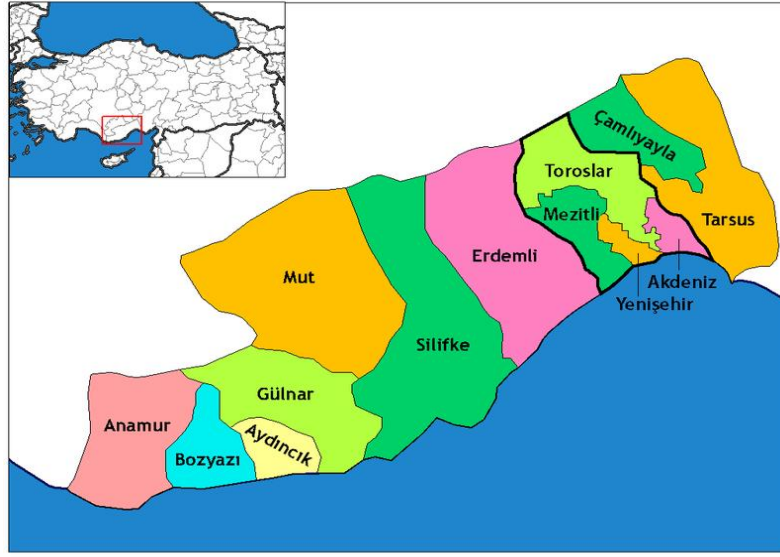 Çamlıyayla
Toroslar
Mezitli
Tarsus
Erdemli
Mut
Akdeniz
Yenişehir
Silifke
Gülnar
Anamur
Aydıncık
Bozyazı